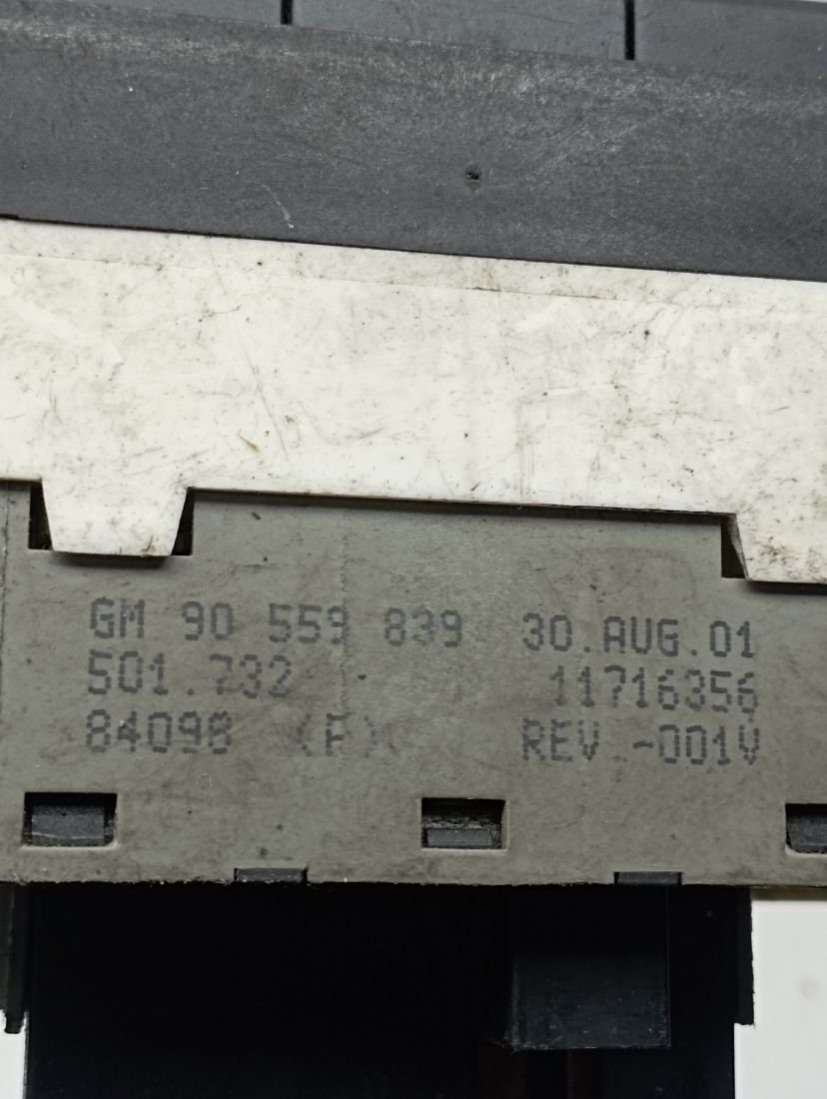 GM 90 559 839 30.AUG.01
501.732 11716356
84098 (F) REV.-001V